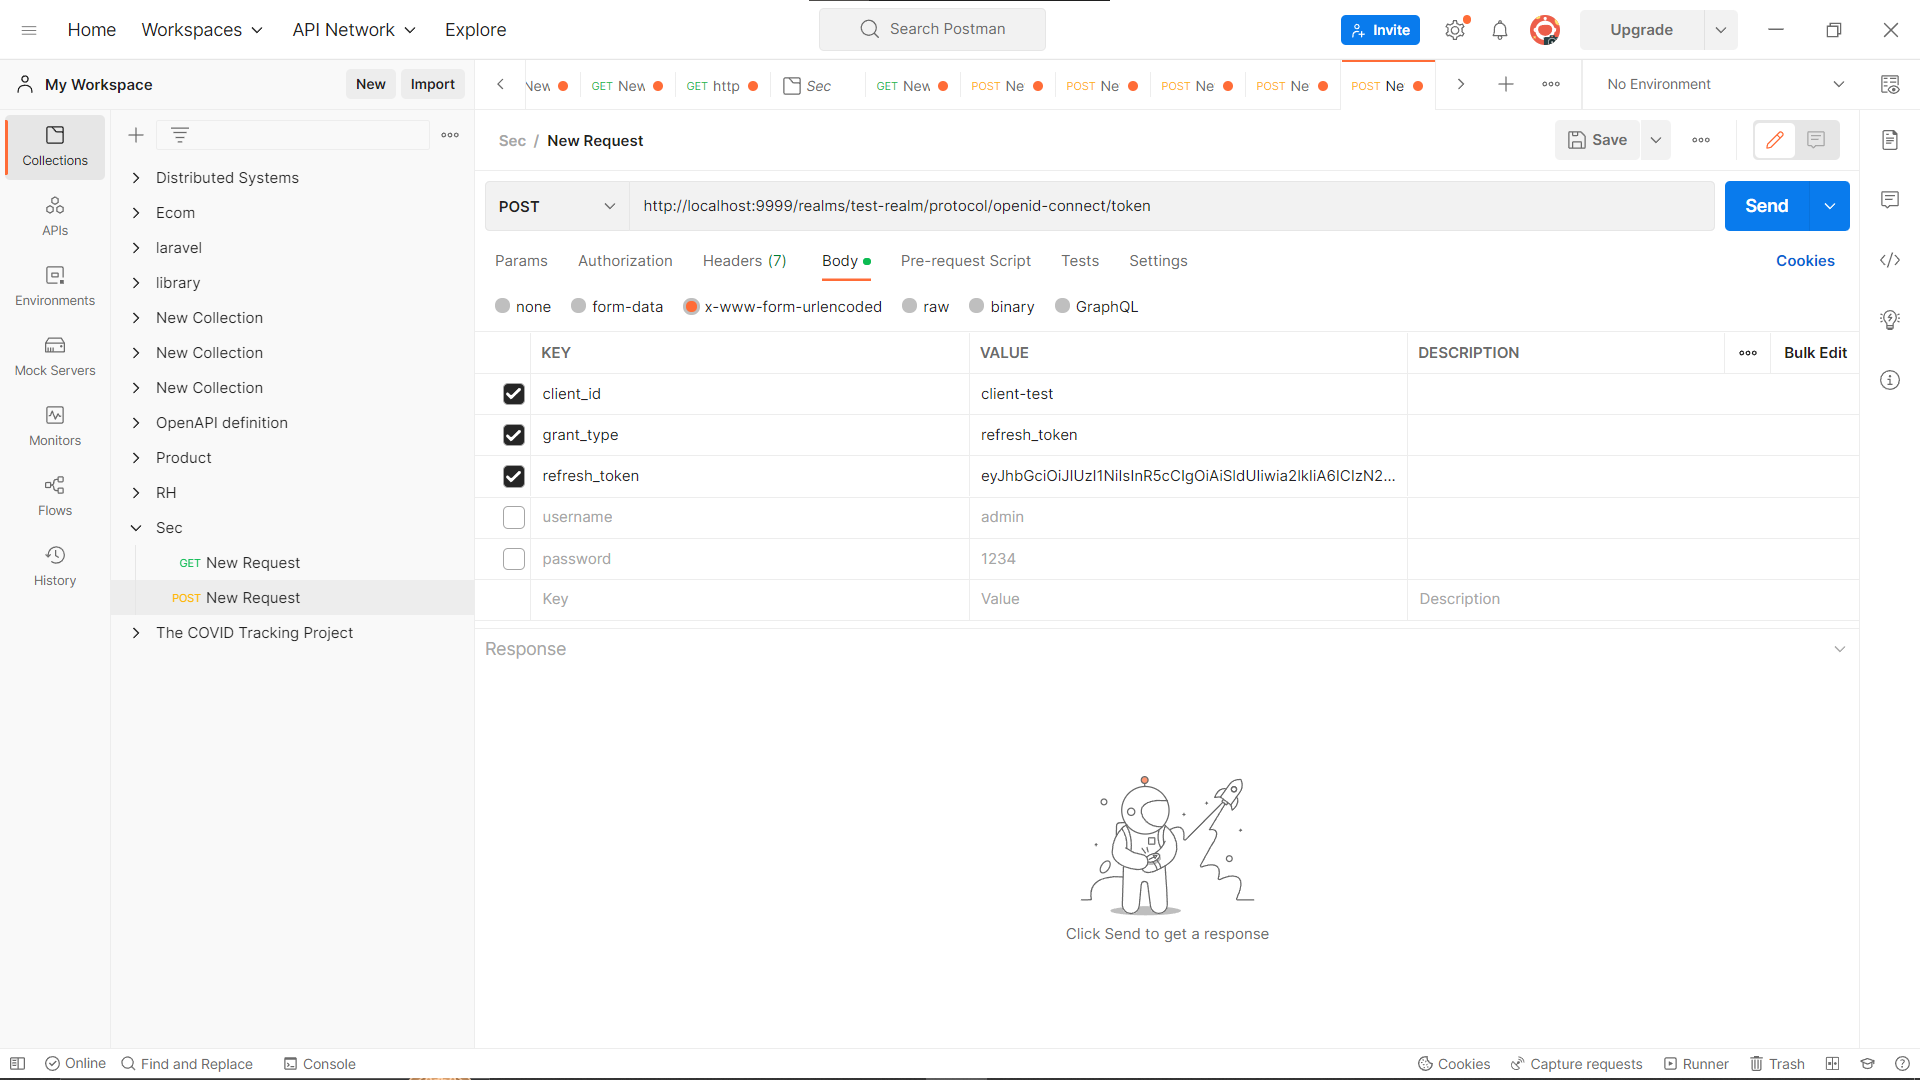 Home Workspaces API Network Explore Search Postman Invite Upgrade
My Workspace New Import New GET New GET http Sec GET New POST Ne POST Ne POST Ne POST Ne POST Ne No Environment
Collections
APIs
Environments
Mock Servers
Monitors
Flows
History
Distributed Systems
Ecom
laravel
library
New Collection
New Collection
New Collection
OpenAPI definition
Product
RH
Sec
GET New Request
POST New Request
The COVID Tracking Project
Sec / New Request Save
POST http://localhost:9999/realms/test-realm/protocol/openid-connect/token Send
Params Authorization Headers (7) Body Pre-request Script Tests Settings Cookies
none form-data x-www-form-urlencoded raw binary GraphQL
KEY VALUE DESCRIPTION Bulk Edit
client_id client-test
grant_type refresh_token
refresh_token
username admin
password 1234
Key Value Description
Response
Click Send to get a response
Online Find and Replace Console Cookies Capture requests Runner Trash